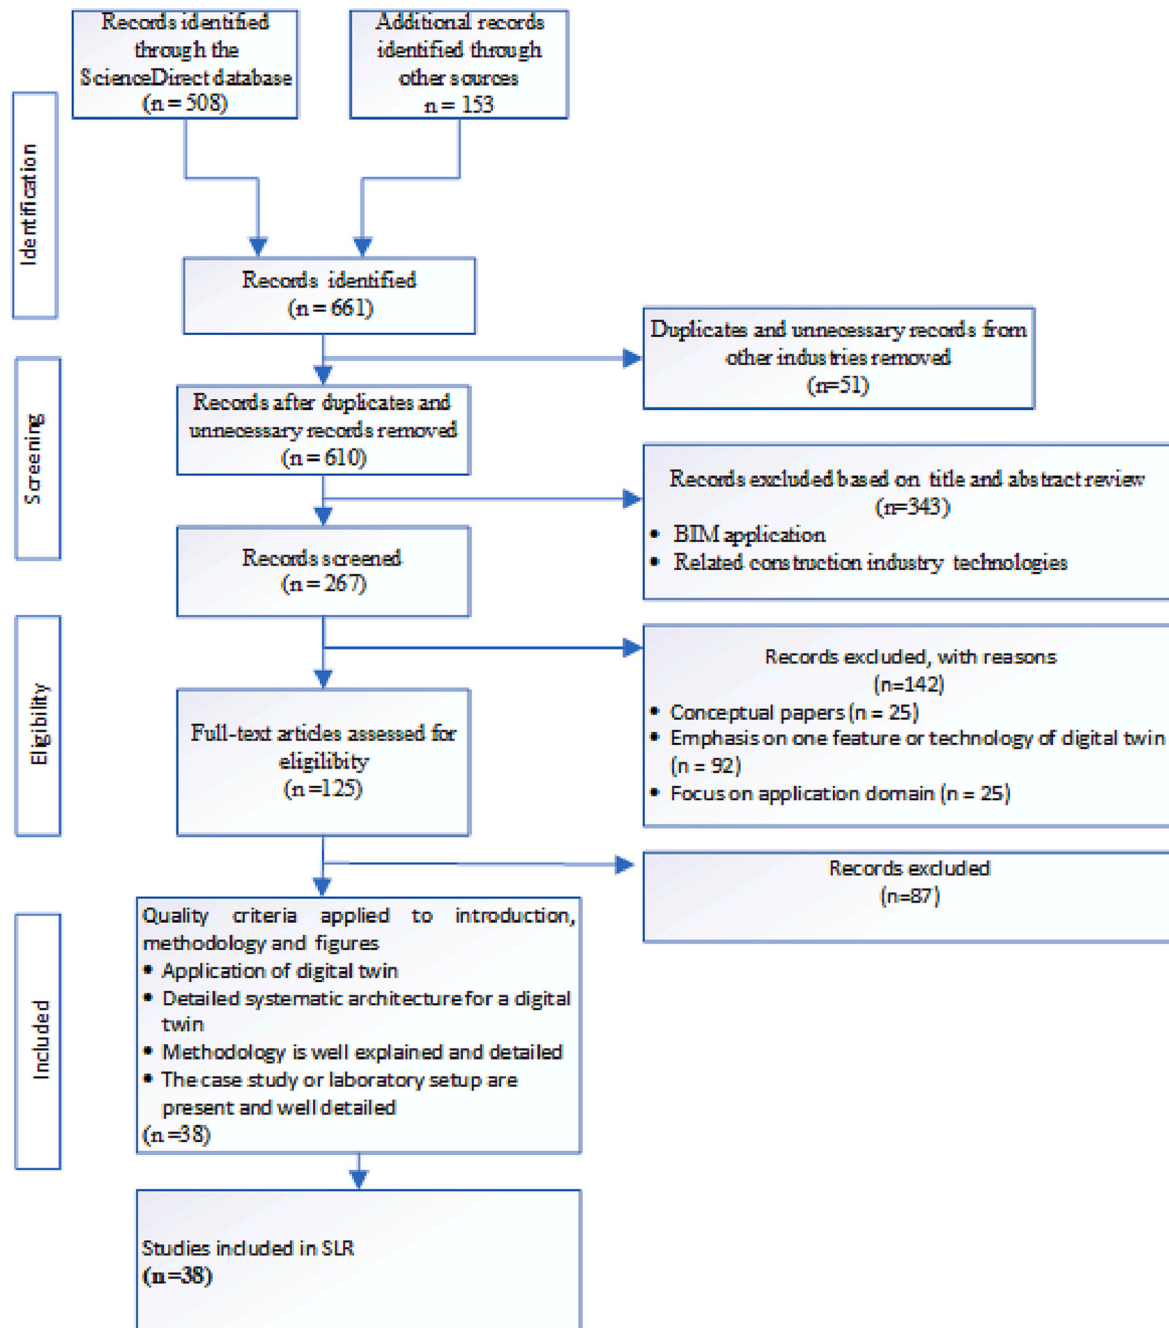 Records identified
through the
ScienceDirect database
(n = 508)
Additional records
identified through
other sources
n = 153
Identification
Records identified
(n = 661)
Duplicates and unnecessary records from
other industries removed
(n=51)
Screening
Records after duplicates and
unnecessary records removed
(n = 610)
Records excluded based on title and abstract review
(n=343)
• BIM application
• Related construction industry technologies
Records screened
(n = 267)
Eligibility
Records excluded, with reasons
(n=142)
• Conceptual papers (n = 25)
• Emphasis on one feature or technology of digital twin
(n = 92)
• Focus on application domain (n = 25)
Full-text articles assessed for
eligilibity
(n =125)
Records excluded
(n=87)
Included
Quality criteria applied to introduction,
methodology and figures
• Application of digital twin
• Detailed systematic architecture for a digital
twin
• Methodology is well explained and detailed
• The case study or laboratory setup are
present and well detailed
(n =38)
Studies included in SLR
(n=38)